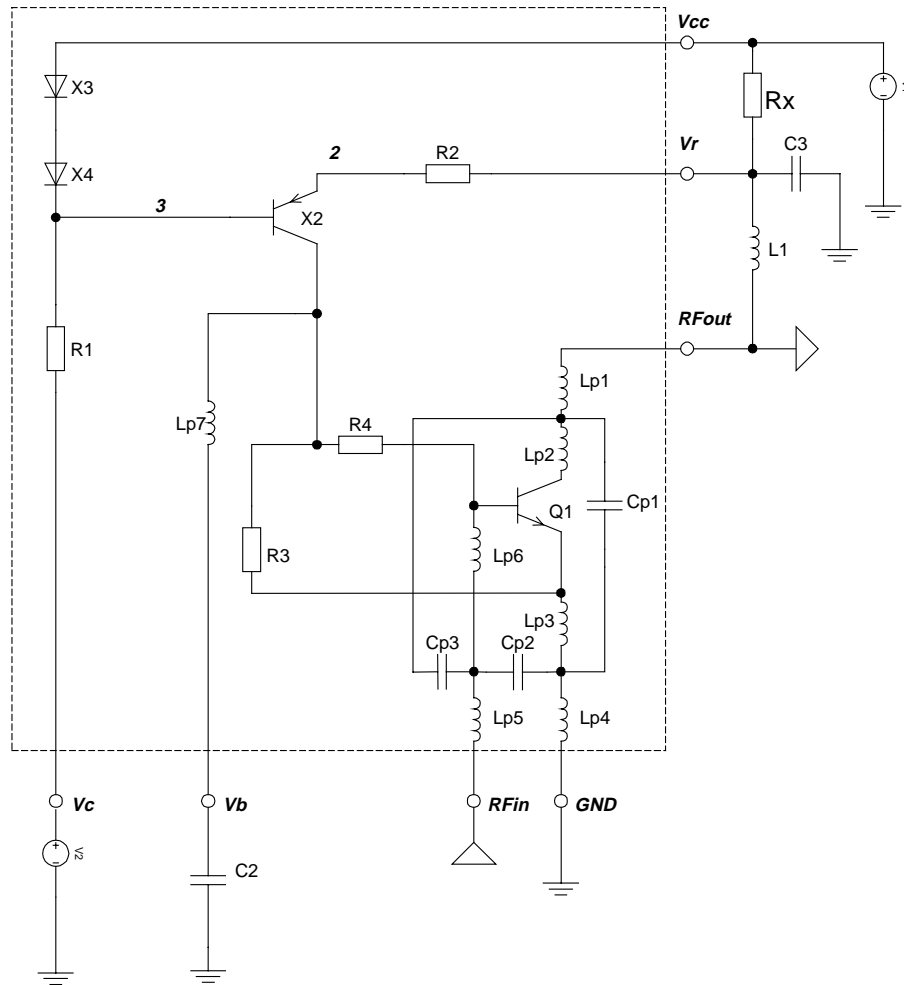 Vcc
X3
Rx
C3
2
R2
Vr
X4
3
X2
L1
RFout
R1
Lp1
Lp7
R4
Lp2
Q1
Cp1
R3
Lp6
Lp3
Cp3
Cp2
Lp5
Lp4
Vc
Vb
RFin
GND
V2
C2